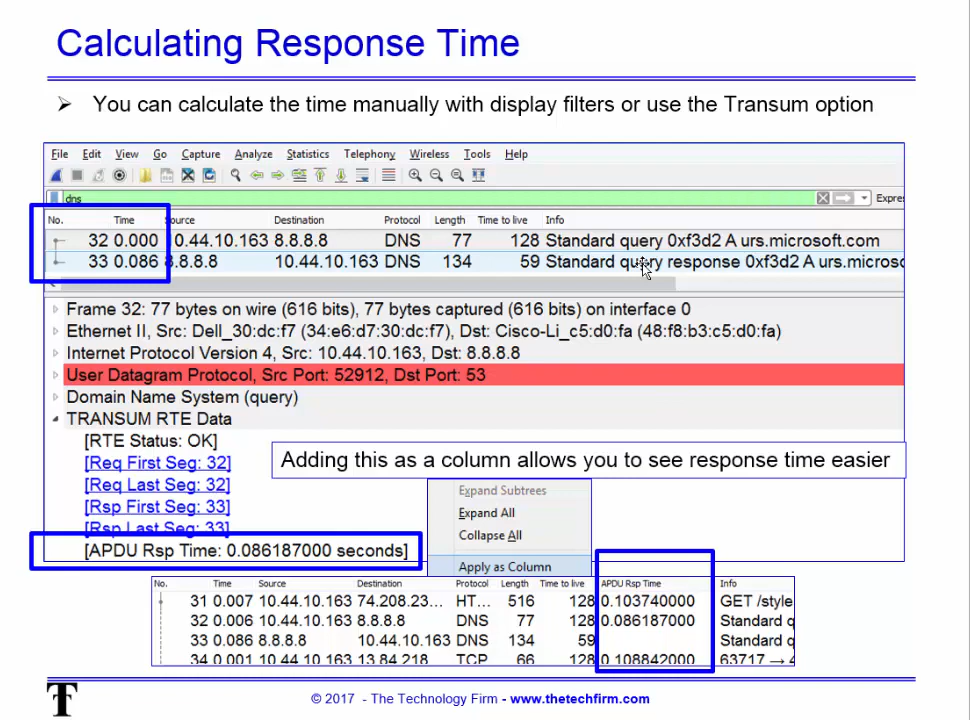 Calculating Response Time
You can calculate the time manually with display filters or use the Transum option
File Edit View Go Capture Analyze Statistics Telephony Wireless Tools Help
dns Expres
No. Time Source Destination Protocol Length Time to live Info
32 0.000 10.44.10.163 8.8.8.8 DNS 77 128 Standard query 0xf3d2 A urs.microsoft.com
33 0.086 8.8.8.8 10.44.10.163 DNS 134 59 Standard query response 0xf3d2 A urs.microso
Frame 32: 77 bytes on wire (616 bits), 77 bytes captured (616 bits) on interface 0
Ethernet II, Src: Dell_30:dc:f7 (34:e6:d7:30:dc:f7), Dst: Cisco-Li_c5:d0:fa (48:f8:b3:c5:d0:fa)
Internet Protocol Version 4, Src: 10.44.10.163, Dst: 8.8.8.8
User Datagram Protocol, Src Port: 52912, Dst Port: 53
Domain Name System (query)
TRANSUM RTE Data
[RTE Status: OK]
[Req First Seg: 32]
Adding this as a column allows you to see response time easier
[Req Last Seg: 32]
[Rsp First Seg: 33]
[Rsp Last Seg: 33]
[APDU Rsp Time: 0.086187000 seconds]
Expand Subtrees
Expand All
Collapse All
Apply as Column
No. Time Source Destination Protocol Length Time to live APDU Rsp Time Info
31 0.007 10.44.10.163 74.208.23... HT... 516 128 0.103740000 GET /style
32 0.006 10.44.10.163 8.8.8.8 DNS 77 128 0.086187000 Standard q
33 0.086 8.8.8.8 10.44.10.163 DNS 134 59 Standard q
34 0.001 10.44.10.163 13.84.218. TCP 66 128 0.108842000 63717 → 4
T
© 2017 - The Technology Firm - www.thetechfirm.com